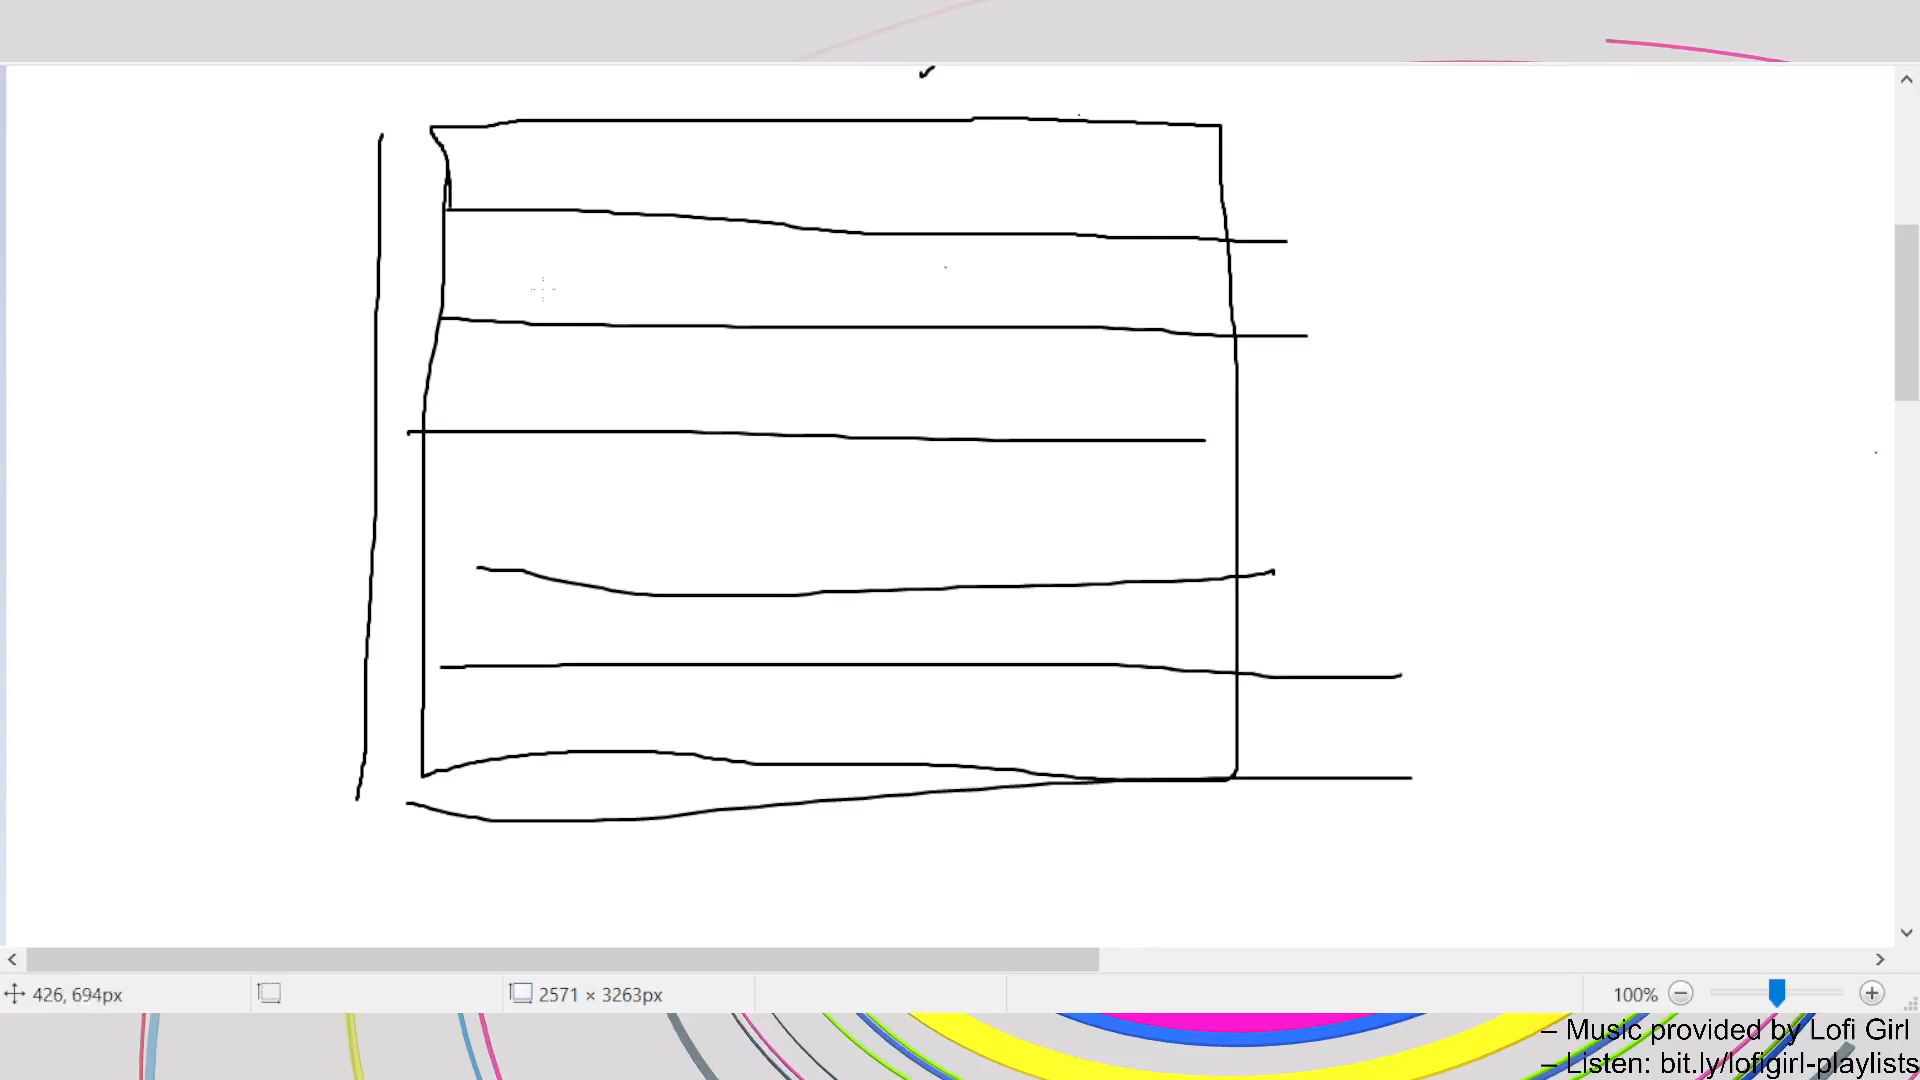 426, 694px
2571 × 3263px
100%
– Music provided by Lofi Girl
– Listen: bit.ly/lofigirl-playlists